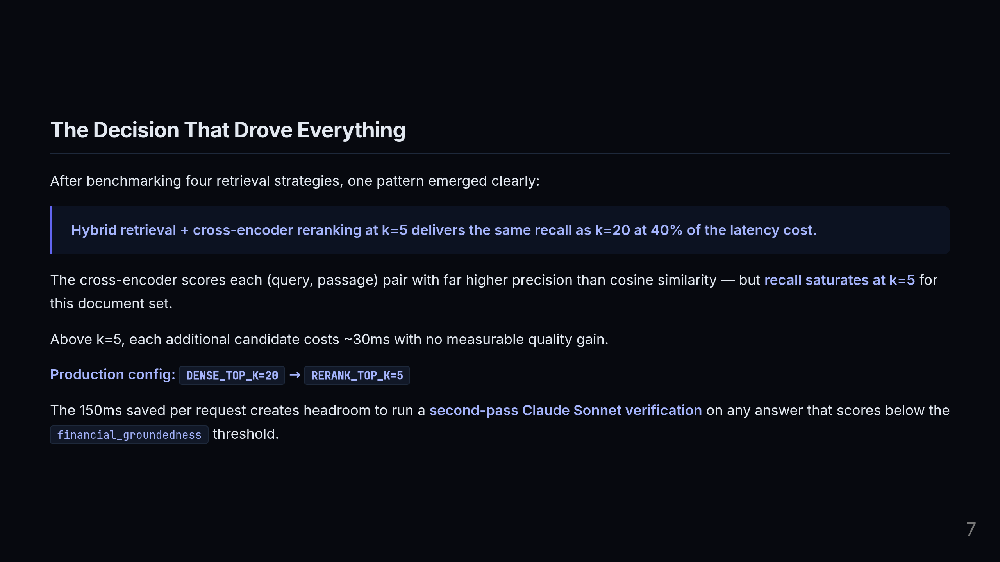 The Decision That Drove Everything
After benchmarking four retrieval strategies, one pattern emerged clearly:
Hybrid retrieval + cross-encoder reranking at k=5 delivers the same recall as k=20 at 40% of the latency cost.
The cross-encoder scores each (query, passage) pair with far higher precision than cosine similarity — but recall saturates at k=5 for
this document set.
Above k=5, each additional candidate costs ~30ms with no measurable quality gain.
Production config: DENSE_TOP_K=20 → RERANK_TOP_K=5
The 150ms saved per request creates headroom to run a second-pass Claude Sonnet verification on any answer that scores below the
financial_groundedness threshold.
7